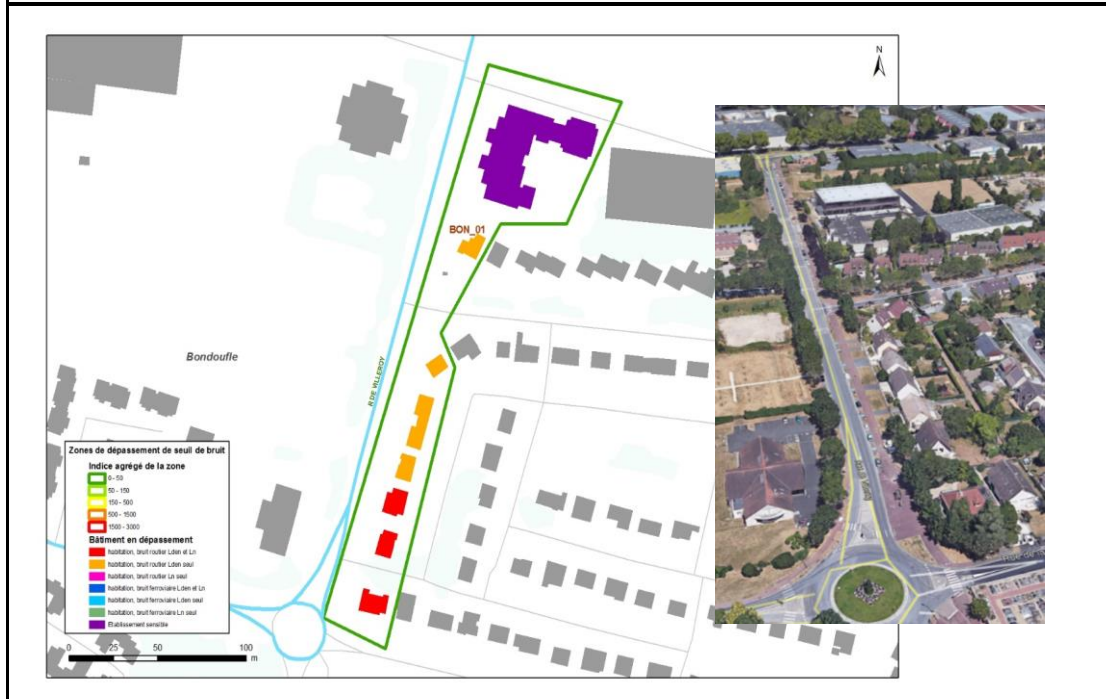 N
BON_01
Bondoufle
R DE VILLEROY
Zones de dépassement de seuil de bruit
Indice agrégé de la zone
0 - 50
50 - 150
150 - 500
500 - 1500
1500 - 3000
Bâtiment en dépassement
habitation, bruit routier Lden et Ln
habitation, bruit routier Lden seul
habitation, bruit routier Ln seul
habitation, bruit ferroviaire Lden et Ln
habitation, bruit ferroviaire Lden seul
habitation, bruit ferroviaire Ln seul
Etablissement sensible
0 25 50 100
m